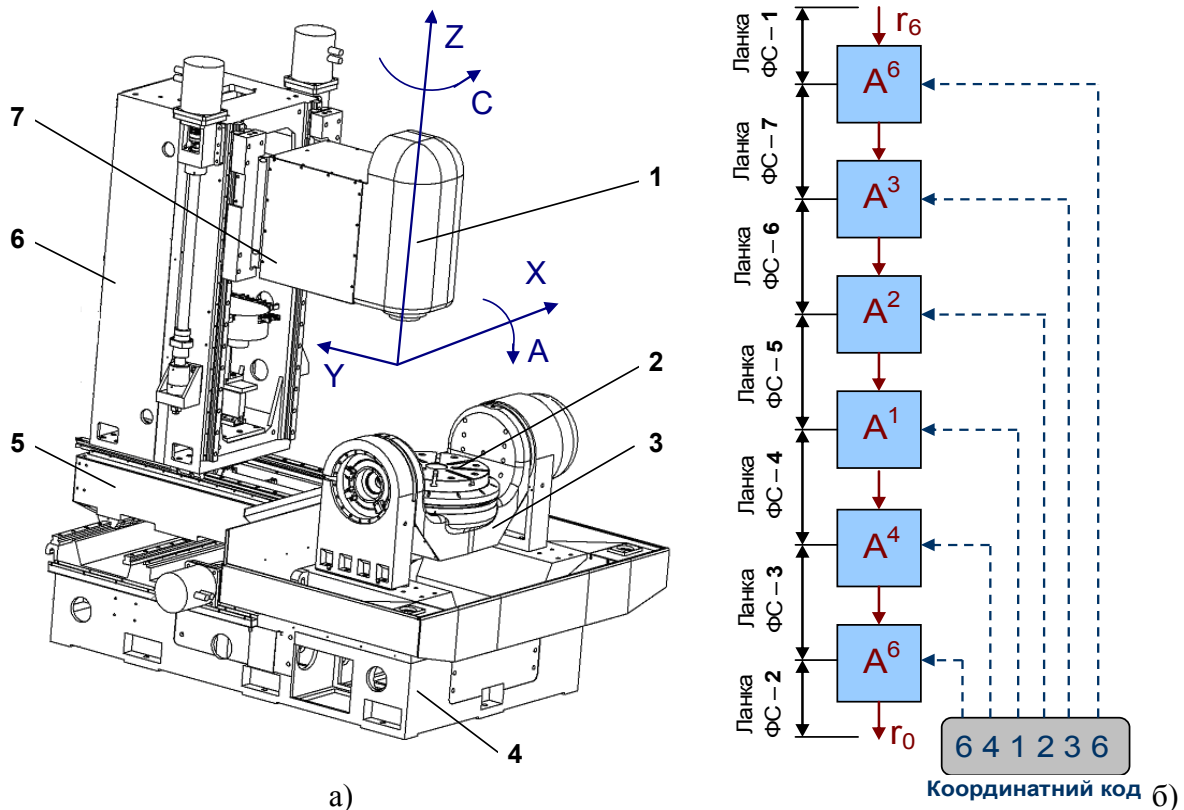 Z
C
7
1
6
X
A
Y
2
3
5
4
а)
r6
Ланка ФС – 1
A6
Ланка ФС – 7
A3
Ланка ФС – 6
A2
Ланка ФС – 5
A1
Ланка ФС – 4
A4
Ланка ФС – 3
A6
Ланка ФС – 2
r0
6 4 1 2 3 6
Координатний код
б)